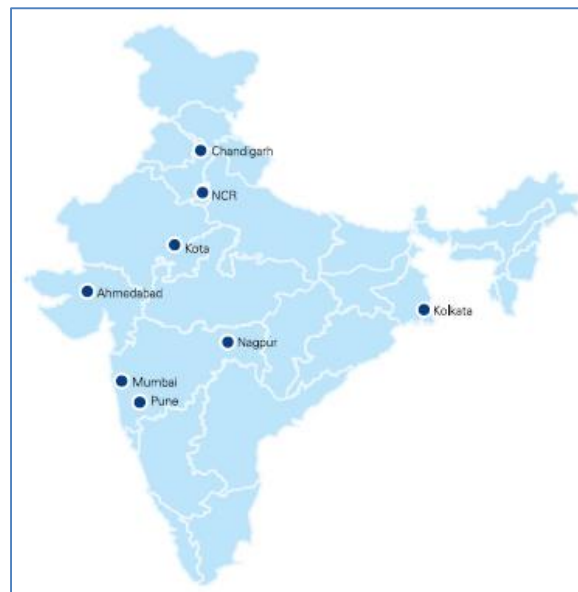 Chandigarh
NCR
Kota
Ahmedabad
Kolkata
Nagpur
Mumbai
Pune